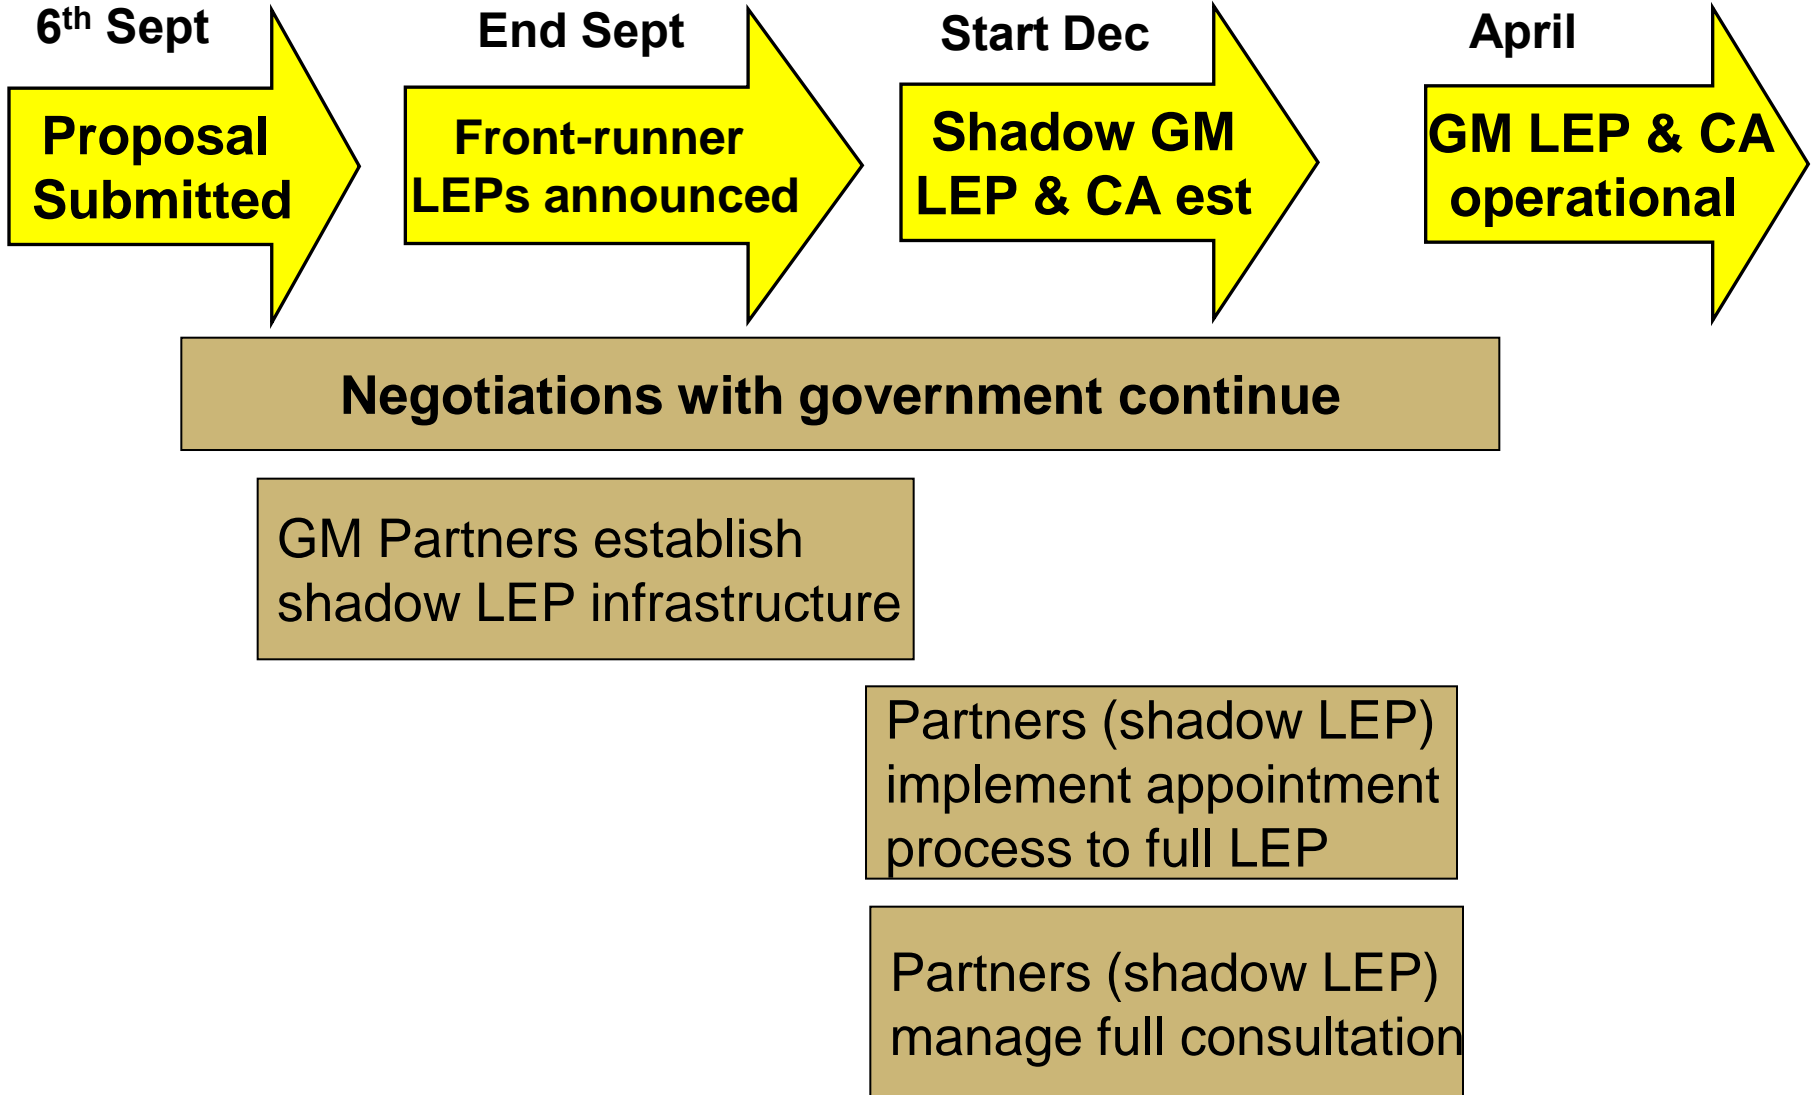 6th Sept
End Sept
Start Dec
April
Proposal
Submitted
Front-runner
LEPs announced
Shadow GM
LEP & CA est
GM LEP & CA
operational
Negotiations with government continue
GM Partners establish
shadow LEP infrastructure
Partners (shadow LEP)
implement appointment
process to full LEP
Partners (shadow LEP)
manage full consultation